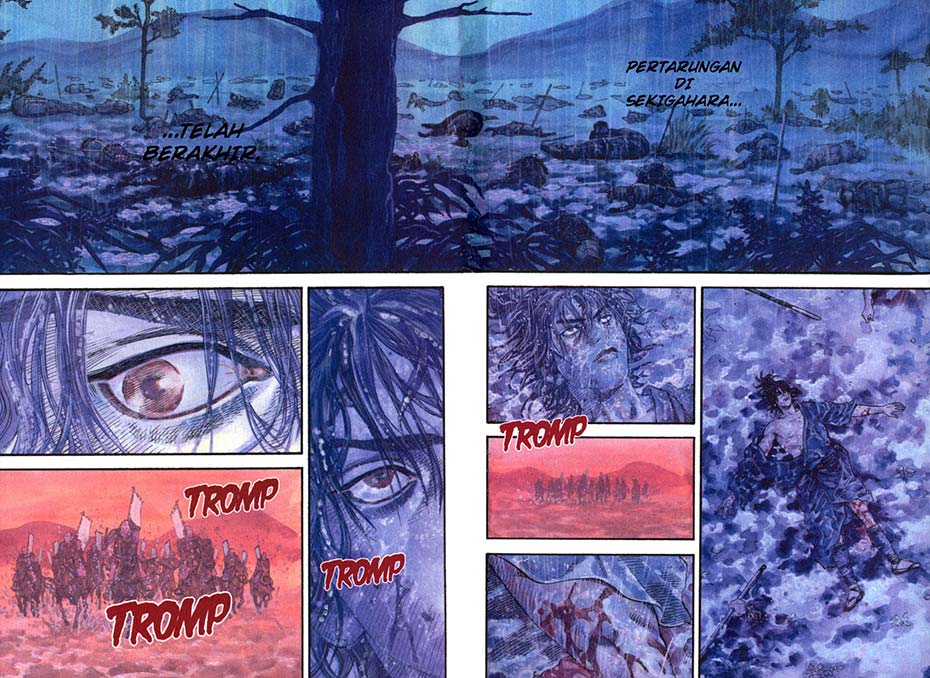 PERTARUNGAN
DI
SEKIGAHARA...
...TELAH
BERAKHIR.
TROMP
TROMP
TROMP
TROMP